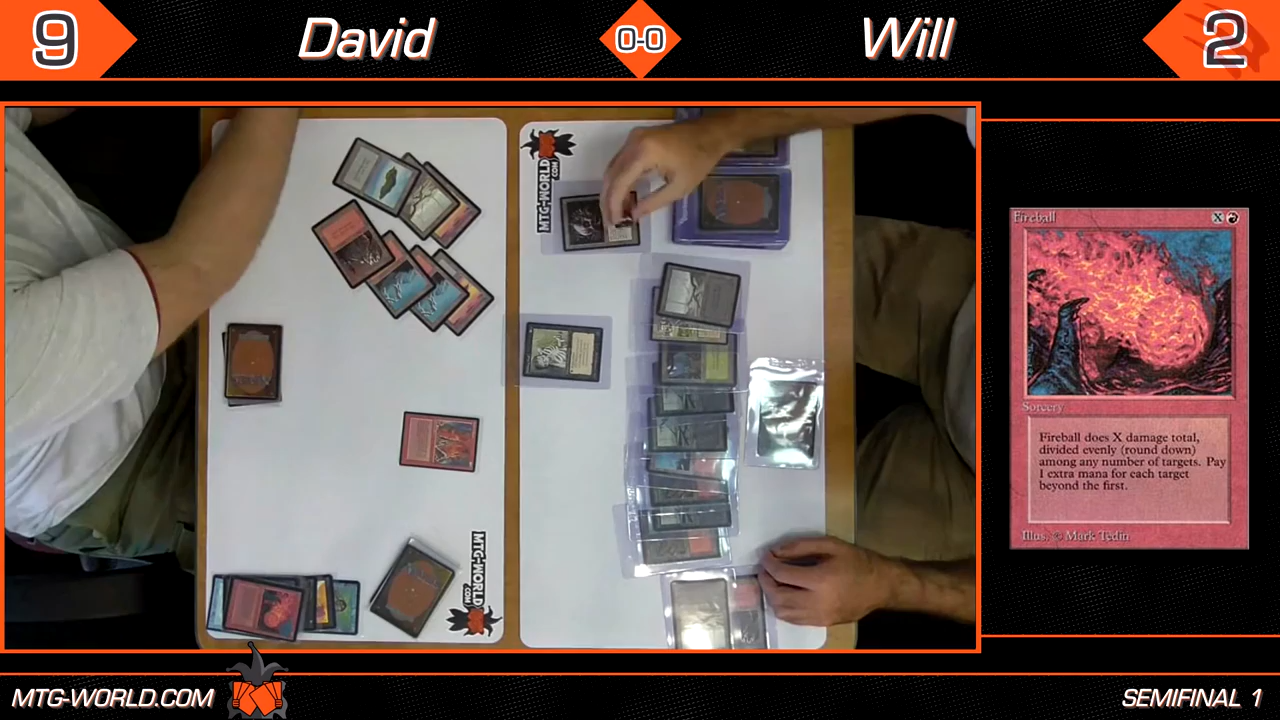 9
David
0-0
Will
2
MTG-WORLD
.COM
MTG-WORLD
.COM
Fireball
X
Sorcery
Fireball does X damage total,
divided evenly (round down)
among any number of targets. Pay
1 extra mana for each target
beyond the first.
Illus. © Mark Tedin
MTG-WORLD.COM
SEMIFINAL 1